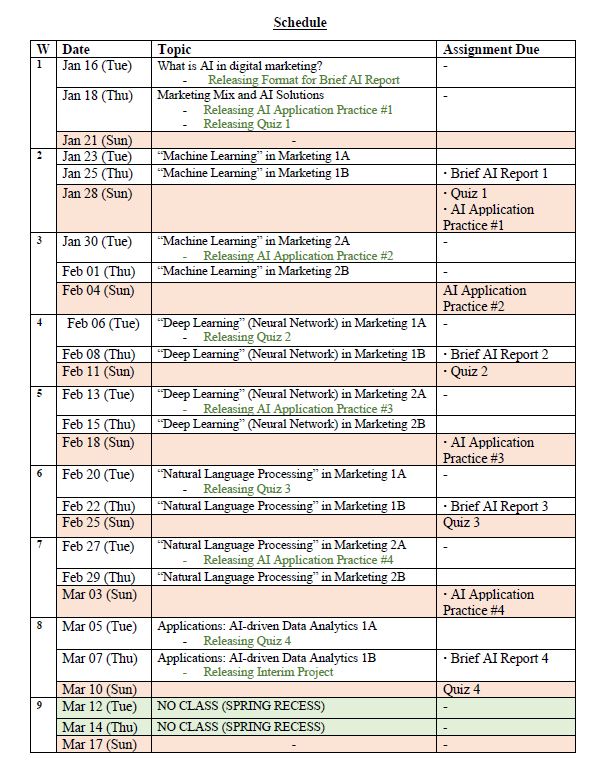 Schedule
W Date Topic Assignment Due
1 Jan 16 (Tue) What is AI in digital marketing? -
- Releasing Format for Brief AI Report
Jan 18 (Thu) Marketing Mix and AI Solutions -
- Releasing AI Application Practice #1
- Releasing Quiz 1
Jan 21 (Sun) -
2 Jan 23 (Tue) “Machine Learning” in Marketing 1A
Jan 25 (Thu) “Machine Learning” in Marketing 1B · Brief AI Report 1
Jan 28 (Sun) · Quiz 1
· AI Application
Practice #1
3 Jan 30 (Tue) “Machine Learning” in Marketing 2A -
- Releasing AI Application Practice #2
Feb 01 (Thu) “Machine Learning” in Marketing 2B -
Feb 04 (Sun) AI Application
Practice #2
4 Feb 06 (Tue) “Deep Learning” (Neural Network) in Marketing 1A -
- Releasing Quiz 2
Feb 08 (Thu) “Deep Learning” (Neural Network) in Marketing 1B · Brief AI Report 2
Feb 11 (Sun) · Quiz 2
5 Feb 13 (Tue) “Deep Learning” (Neural Network) in Marketing 2A -
- Releasing AI Application Practice #3
Feb 15 (Thu) “Deep Learning” (Neural Network) in Marketing 2B
Feb 18 (Sun) · AI Application
Practice #3
6 Feb 20 (Tue) “Natural Language Processing” in Marketing 1A -
- Releasing Quiz 3
Feb 22 (Thu) “Natural Language Processing” in Marketing 1B · Brief AI Report 3
Feb 25 (Sun) Quiz 3
7 Feb 27 (Tue) “Natural Language Processing” in Marketing 2A -
- Releasing AI Application Practice #4
Feb 29 (Thu) “Natural Language Processing” in Marketing 2B
Mar 03 (Sun) · AI Application
Practice #4
8 Mar 05 (Tue) Applications: AI-driven Data Analytics 1A
- Releasing Quiz 4
Mar 07 (Thu) Applications: AI-driven Data Analytics 1B · Brief AI Report 4
- Releasing Interim Project
Mar 10 (Sun) Quiz 4
9 Mar 12 (Tue) NO CLASS (SPRING RECESS) -
Mar 14 (Thu) NO CLASS (SPRING RECESS) -
Mar 17 (Sun) - -